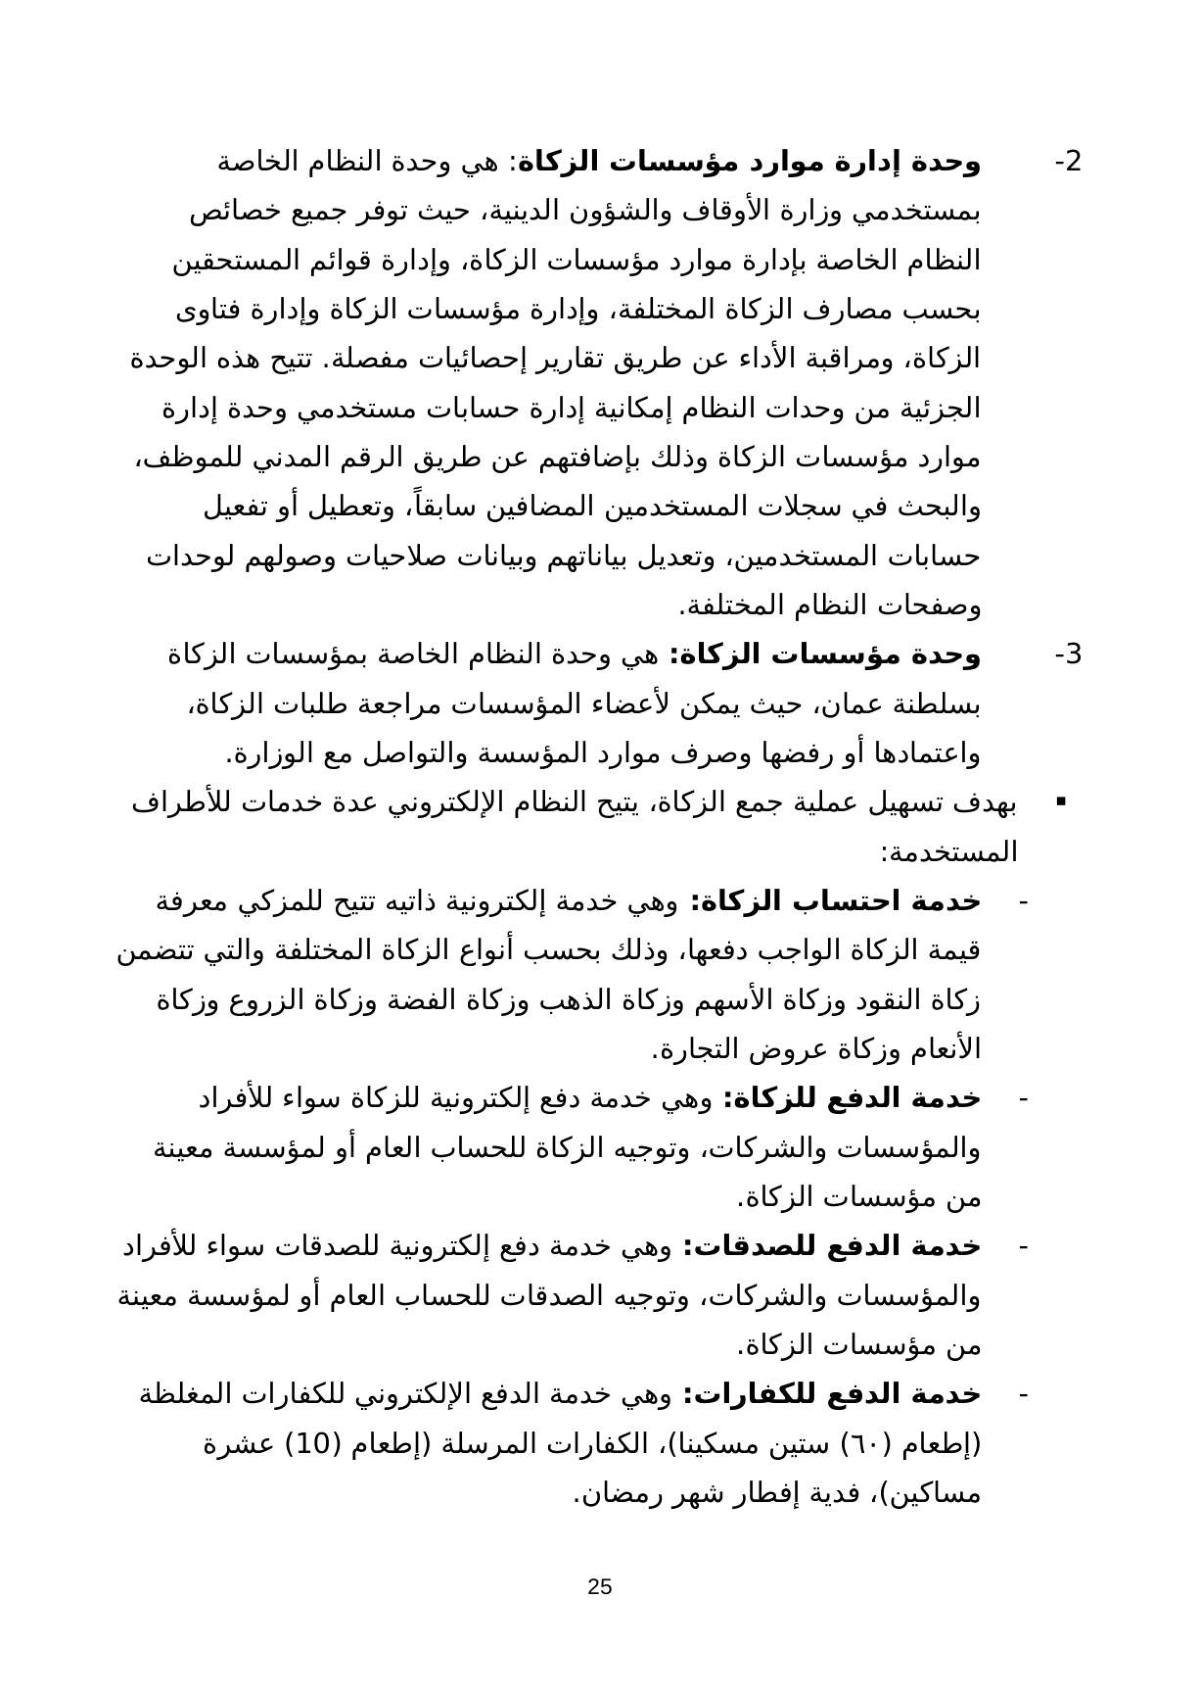 2- وحدة إدارة موارد مؤسسات الزكاة: هي وحدة النظام الخاصة
بمستخدمي وزارة الأوقاف والشؤون الدينية، حيث توفر جميع خصائص
النظام الخاصة بإدارة موارد مؤسسات الزكاة، وإدارة قوائم المستحقين
بحسب مصارف الزكاة المختلفة، وإدارة مؤسسات الزكاة وإدارة فتاوى
الزكاة، ومراقبة الأداء عن طريق تقارير إحصائيات مفصلة. تتيح هذه الوحدة
الجزئية من وحدات النظام إمكانية إدارة حسابات مستخدمي وحدة إدارة
موارد مؤسسات الزكاة وذلك بإضافتهم عن طريق الرقم المدني للموظف،
والبحث في سجلات المستخدمين المضافين سابقاً، وتعطيل أو تفعيل
حسابات المستخدمين، وتعديل بياناتهم وبيانات صلاحيات وصولهم لوحدات
وصفحات النظام المختلفة.
3- وحدة مؤسسات الزكاة: هي وحدة النظام الخاصة بمؤسسات الزكاة
بسلطنة عمان، حيث يمكن لأعضاء المؤسسات مراجعة طلبات الزكاة،
واعتمادها أو رفضها وصرف موارد المؤسسة والتواصل مع الوزارة.
▪ بهدف تسهيل عملية جمع الزكاة، يتيح النظام الإلكتروني عدة خدمات للأطراف
المستخدمة:
- خدمة احتساب الزكاة: وهي خدمة إلكترونية ذاتيه تتيح للمزكي معرفة
قيمة الزكاة الواجب دفعها، وذلك بحسب أنواع الزكاة المختلفة والتي تتضمن
زكاة النقود وزكاة الأسهم وزكاة الذهب وزكاة الفضة وزكاة الزروع وزكاة
الأنعام وزكاة عروض التجارة.
- خدمة الدفع للزكاة: وهي خدمة دفع إلكترونية للزكاة سواء للأفراد
والمؤسسات والشركات، وتوجيه الزكاة للحساب العام أو لمؤسسة معينة
من مؤسسات الزكاة.
- خدمة الدفع للصدقات: وهي خدمة دفع إلكترونية للصدقات سواء للأفراد
والمؤسسات والشركات، وتوجيه الصدقات للحساب العام أو لمؤسسة معينة
من مؤسسات الزكاة.
- خدمة الدفع للكفارات: وهي خدمة الدفع الإلكتروني للكفارات المغلظة
(إطعام (٦٠) ستين مسكينا)، الكفارات المرسلة (إطعام (10) عشرة
مساكين)، فدية إفطار شهر رمضان.
25